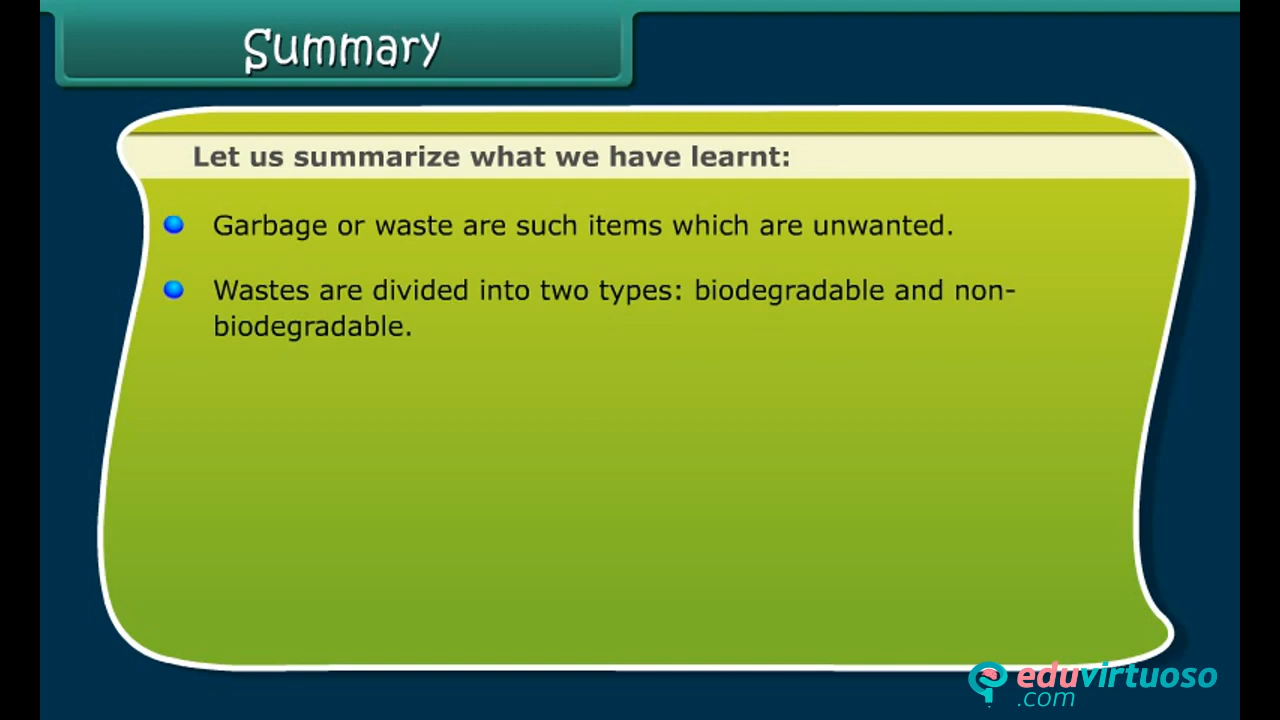 Summary
Let us summarize what we have learnt:
Garbage or waste are such items which are unwanted.
Wastes are divided into two types: biodegradable and non-
biodegradable.
eduvirtuoso
.com